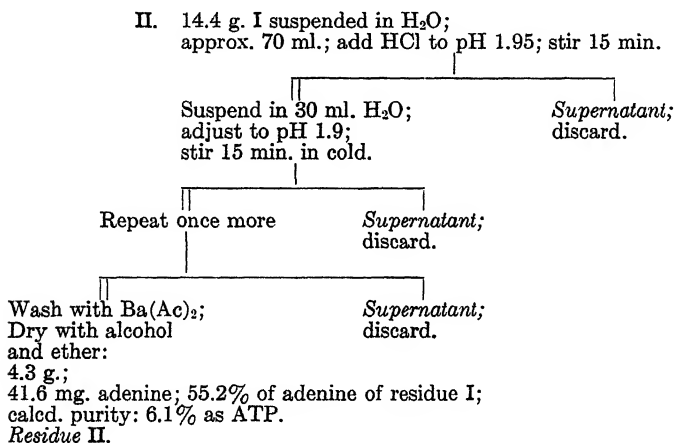 II. 14.4 g. I suspended in H₂O;
approx. 70 ml.; add HCl to pH 1.95; stir 15 min.
Suspend in 30 ml. H₂O;
adjust to pH 1.9;
stir 15 min. in cold.
Supernatant;
discard.
Repeat once more
Supernatant;
discard.
Wash with Ba(Ac)₂;
Dry with alcohol
and ether:
4.3 g.;
41.6 mg. adenine; 55.2% of adenine of residue I;
calcd. purity: 6.1% as ATP.
Residue II.
Supernatant;
discard.